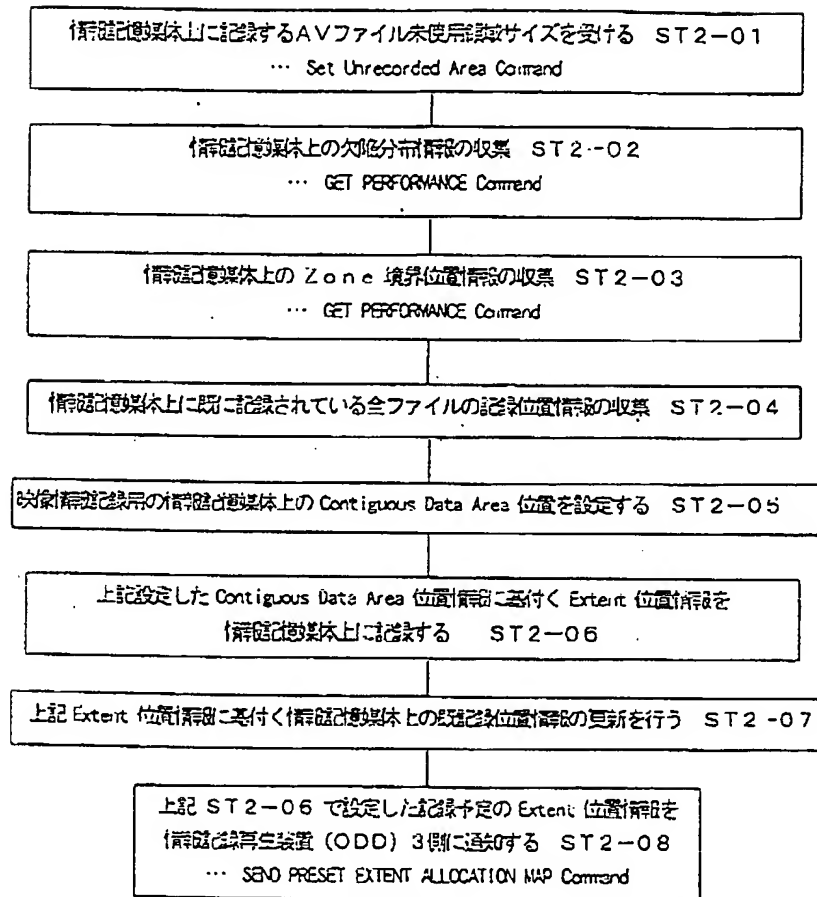 情報記憶媒体上に記録するAVファイル未使用領域サイズを受ける ST2-01
… Set Unrecorded Area Command
情報記憶媒体上の欠陥分布情報の収集 ST2-02
… GET PERFORMANCE Command
情報記憶媒体上の Zone 境界位置情報の収集 ST2-03
… GET PERFORMANCE Command
情報記憶媒体上に既に記録されている全ファイルの記録位置情報の収集 ST2-04
映像情報記録用の情報記憶媒体上の Contiguous Data Area 位置を設定する ST2-05
上記設定した Contiguous Data Area 位置情報に基付く Extent 位置情報を
情報記憶媒体上に記録する ST2-06
上記 Extent 位置情報に基付く情報記憶媒体上の既記録位置情報の更新を行う ST2-07
上記 ST2-06 で設定した記録予定の Extent 位置情報を
情報記録再生装置 (ODD) 3側に通知する ST2-08
… SEND PRESET EXTENT ALLOCATION MAP Command